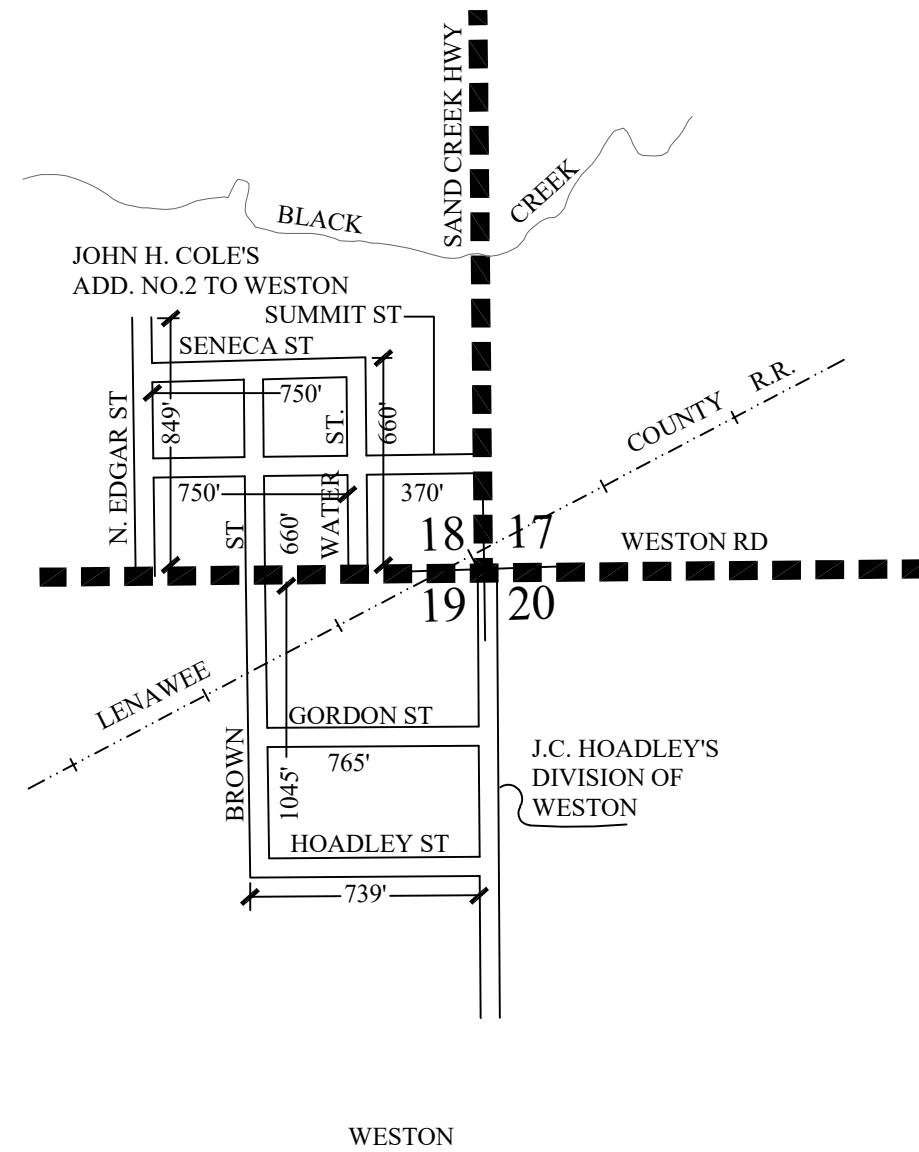 SAND CREEK HWY
BLACK
CREEK
JOHN H. COLE'S
ADD. NO.2 TO WESTON
SUMMIT ST
SENECA ST
750'
N. EDGAR ST
849'
ST.
660'
COUNTY
R.R.
750'
370'
ST
660'
WATER
18
17
WESTON RD
19
20
LENAWEE
GORDON ST
BROWN
765'
1045'
J.C. HOADLEY'S
DIVISION OF
WESTON
HOADLEY ST
739'
WESTON